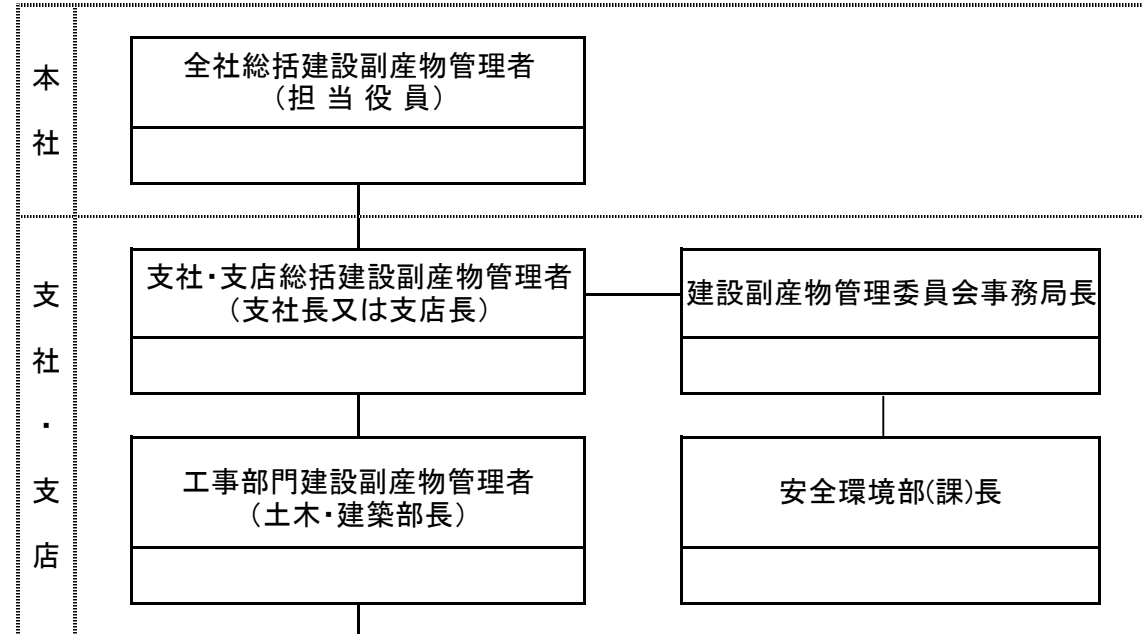 本社
全社総括建設副産物管理者
（担 当 役 員）
支社・支店
支社・支店総括建設副産物管理者
（支社長又は支店長）
建設副産物管理委員会事務局長
工事部門建設副産物管理者
（土木・建築部長）
安全環境部(課)長